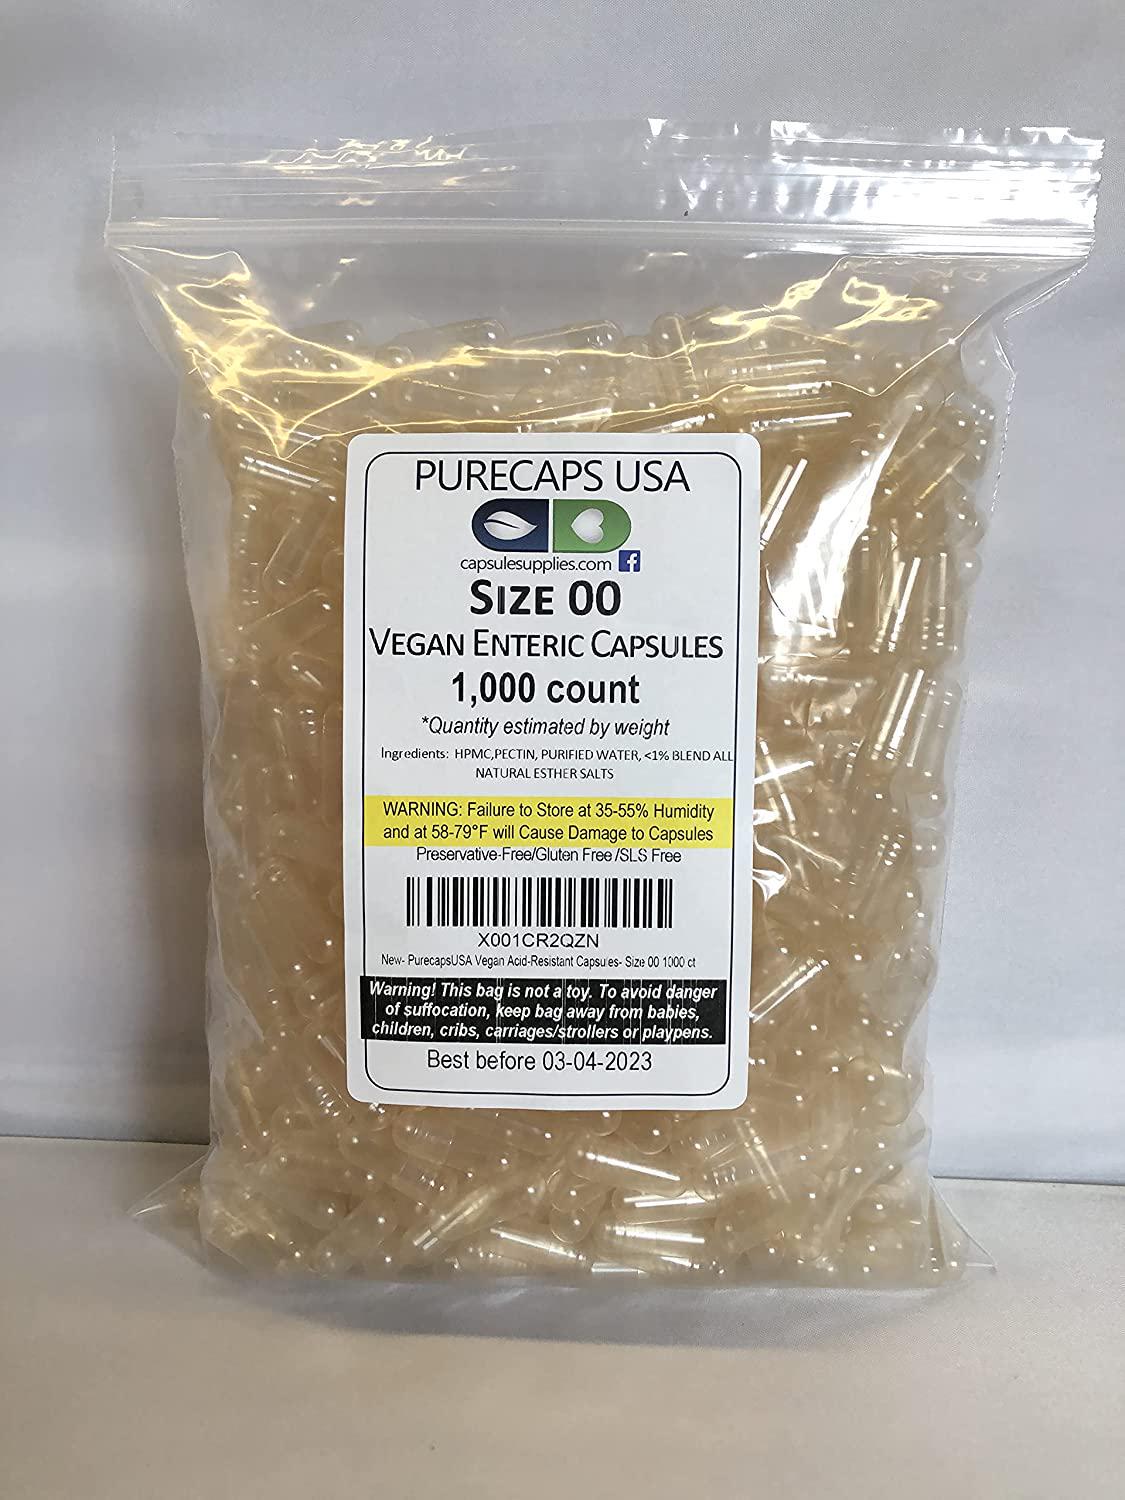 PURECAPS USA
capsulesupplies.com f
SIZE 00
VEGAN ENTERIC CAPSULES
1,000 count
*Quantity estimated by weight
Ingredients: HPMC,PECTIN, PURIFIED WATER, <1% BLEND ALL
NATURAL ESTHER SALTS
WARNING: Failure to Store at 35-55% Humidity
and at 58-79°F will Cause Damage to Capsules
Preservative-Free/Gluten Free /SLS Free
X001CR2QZN
New- PurecapsUSA Vegan Acid-Resistant Capsules- Size 00 1000 ct
Warning! This bag is not a toy. To avoid danger
of suffocation, keep bag away from babies,
children, cribs, carriages/strollers or playpens.
Best before 03-04-2023